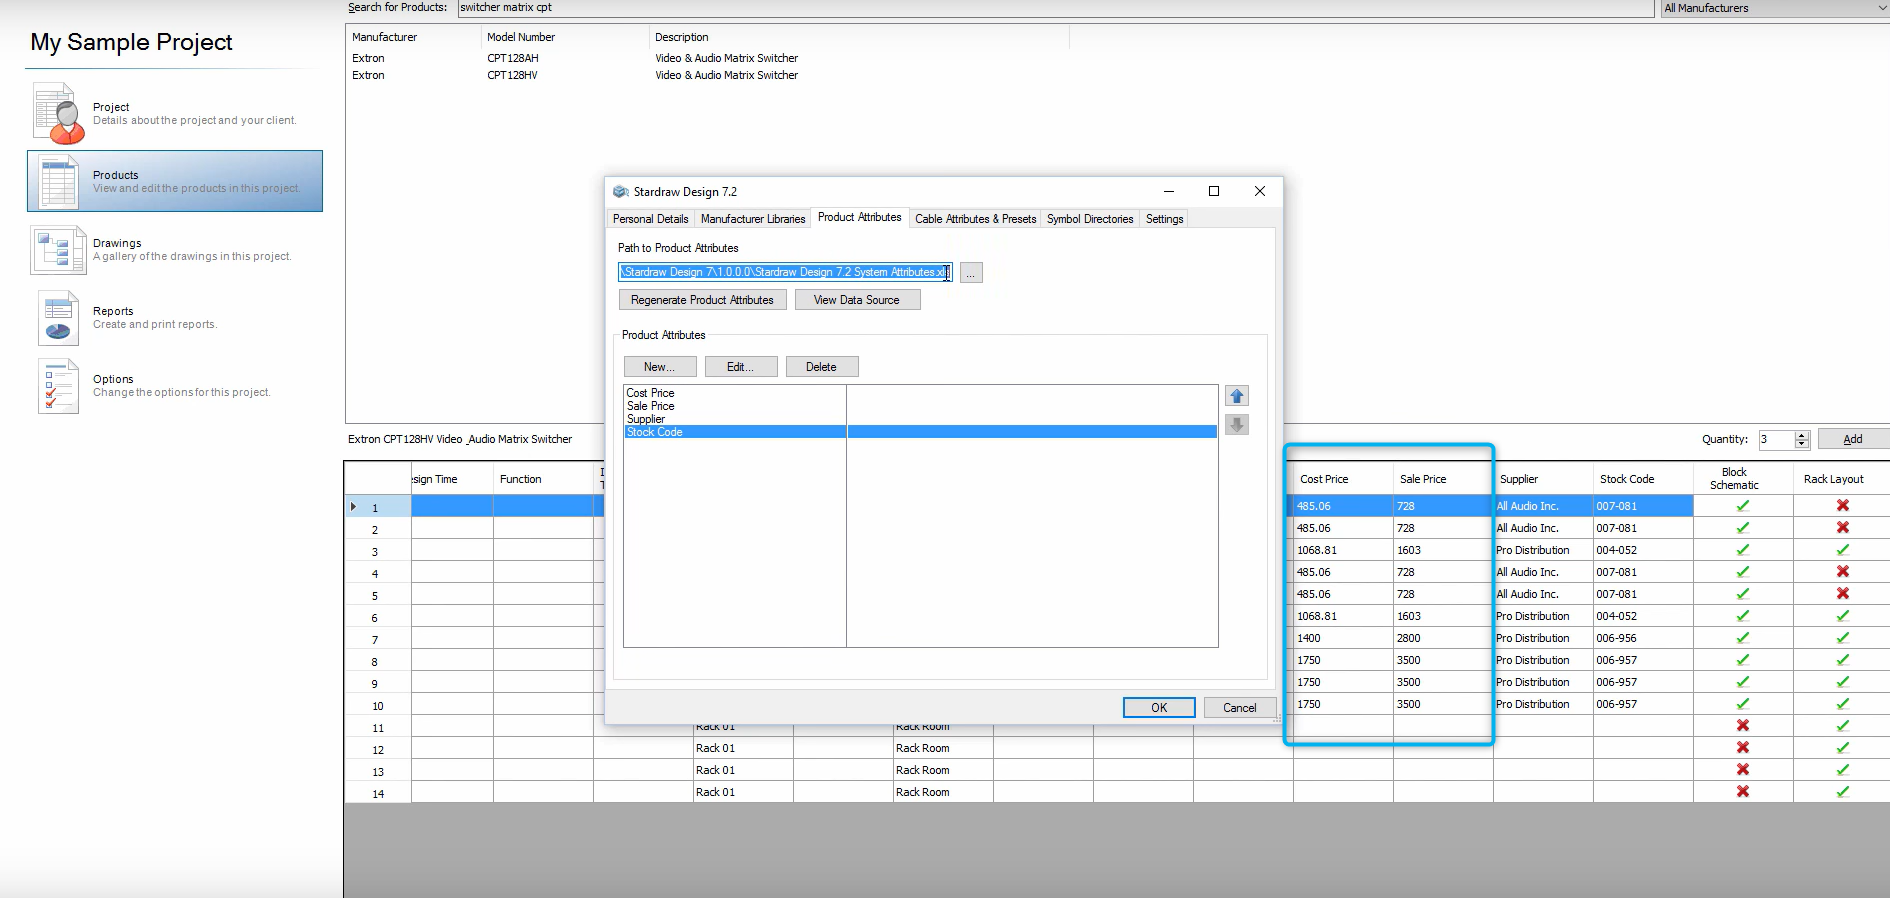 Search for Products: switcher matrix cpt All Manufacturers
My Sample Project
Manufacturer Model Number Description
Extron CPT128AH Video & Audio Matrix Switcher
Extron CPT128HV Video & Audio Matrix Switcher
Project
Details about the project and your client.
Products
View and edit the products in this project.
Drawings
A gallery of the drawings in this project.
Reports
Create and print reports.
Options
Change the options for this project.
Stardraw Design 7.2
Personal Details Manufacturer Libraries Product Attributes Cable Attributes & Presets Symbol Directories Settings
Path to Product Attributes
\Stardraw Design 7\1.0.0.0\Stardraw Design 7.2 System Attributes.xls ...
Regenerate Product Attributes View Data Source
Product Attributes
New... Edit... Delete
Cost Price
Sale Price
Supplier
Stock Code
OK Cancel
Extron CPT128HV Video _Audio Matrix Switcher Quantity: 3 Add
sign Time Function Cost Price Sale Price Supplier Stock Code Block Schematic Rack Layout
1 485.06 728 All Audio Inc. 007-081
2 485.06 728 All Audio Inc. 007-081
3 1068.81 1603 Pro Distribution 004-052
4 485.06 728 All Audio Inc. 007-081
5 485.06 728 All Audio Inc. 007-081
6 1068.81 1603 Pro Distribution 004-052
7 1400 2800 Pro Distribution 006-956
8 1750 3500 Pro Distribution 006-957
9 1750 3500 Pro Distribution 006-957
10 1750 3500 Pro Distribution 006-957
11 Rack 01 Rack Room
12 Rack 01 Rack Room
13 Rack 01 Rack Room
14 Rack 01 Rack Room